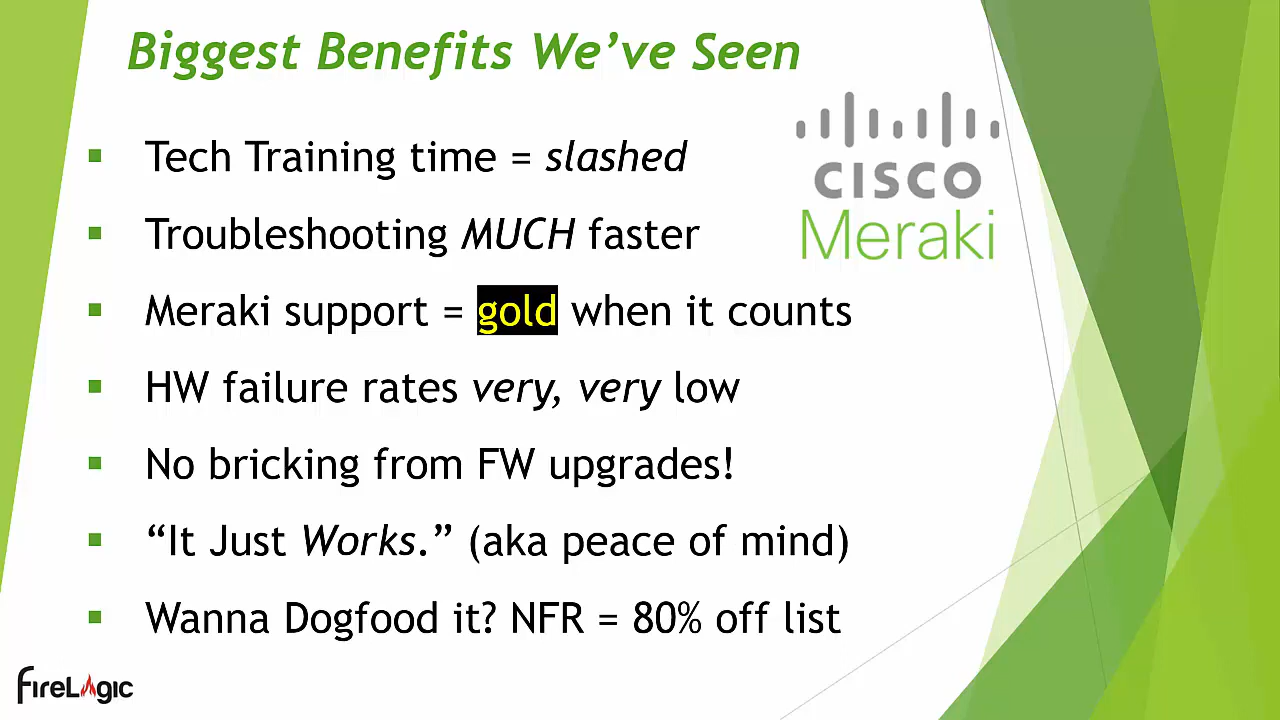 Biggest Benefits We’ve Seen
Tech Training time = slashed
Troubleshooting MUCH faster
Meraki support = gold when it counts
HW failure rates very, very low
No bricking from FW upgrades!
“It Just Works.” (aka peace of mind)
Wanna Dogfood it? NFR = 80% off list
CISCO
Meraki
FireLogic